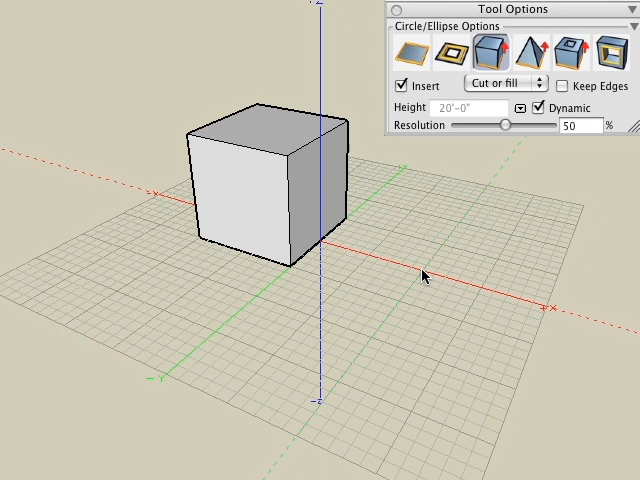 Tool Options
Circle/Ellipse Options
Insert Cut or fill Keep Edges
Height 20'-0" Dynamic
Resolution 50 %
-X
+Y
+X
-Y
-Z